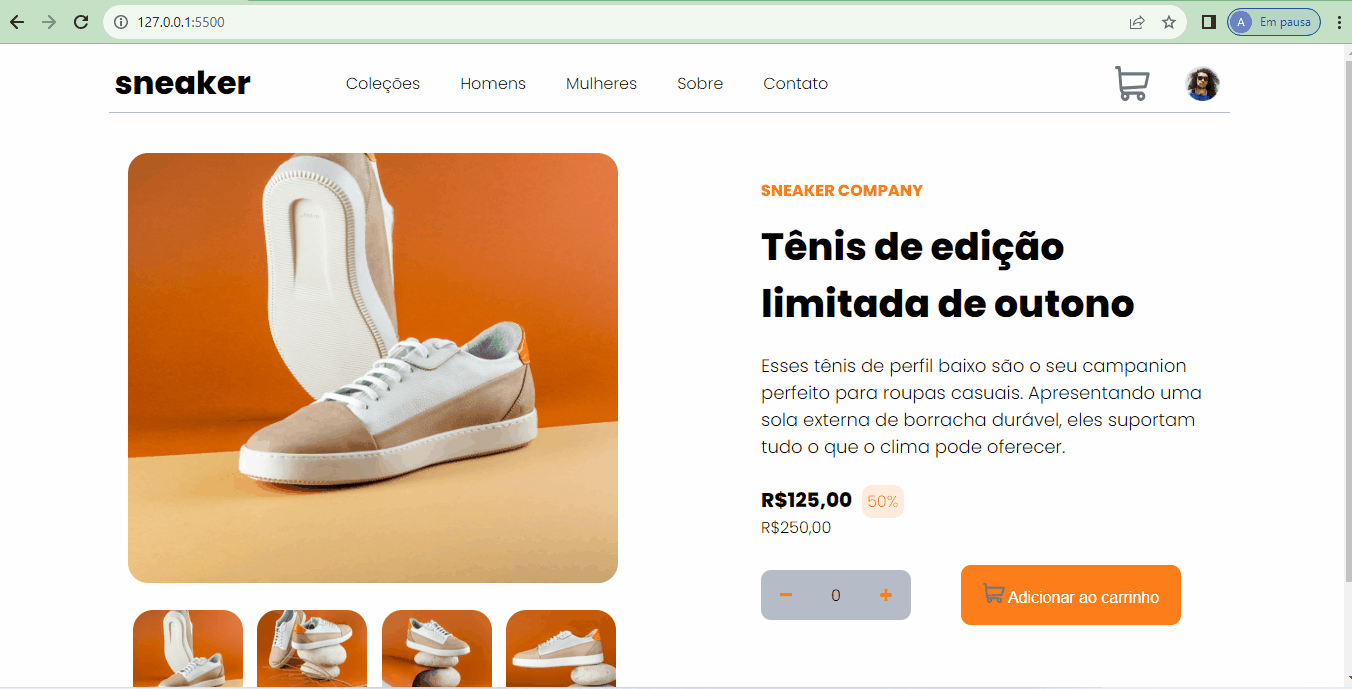 127.0.0.1:5500
A Em pausa
sneaker
Coleções Homens Mulheres Sobre Contato
SNEAKER COMPANY
Tênis de edição
limitada de outono
Esses tênis de perfil baixo são o seu campanion
perfeito para roupas casuais. Apresentando uma
sola externa de borracha durável, eles suportam
tudo o que o clima pode oferecer.
R$125,00 50%
R$250,00
− 0 + Adicionar ao carrinho